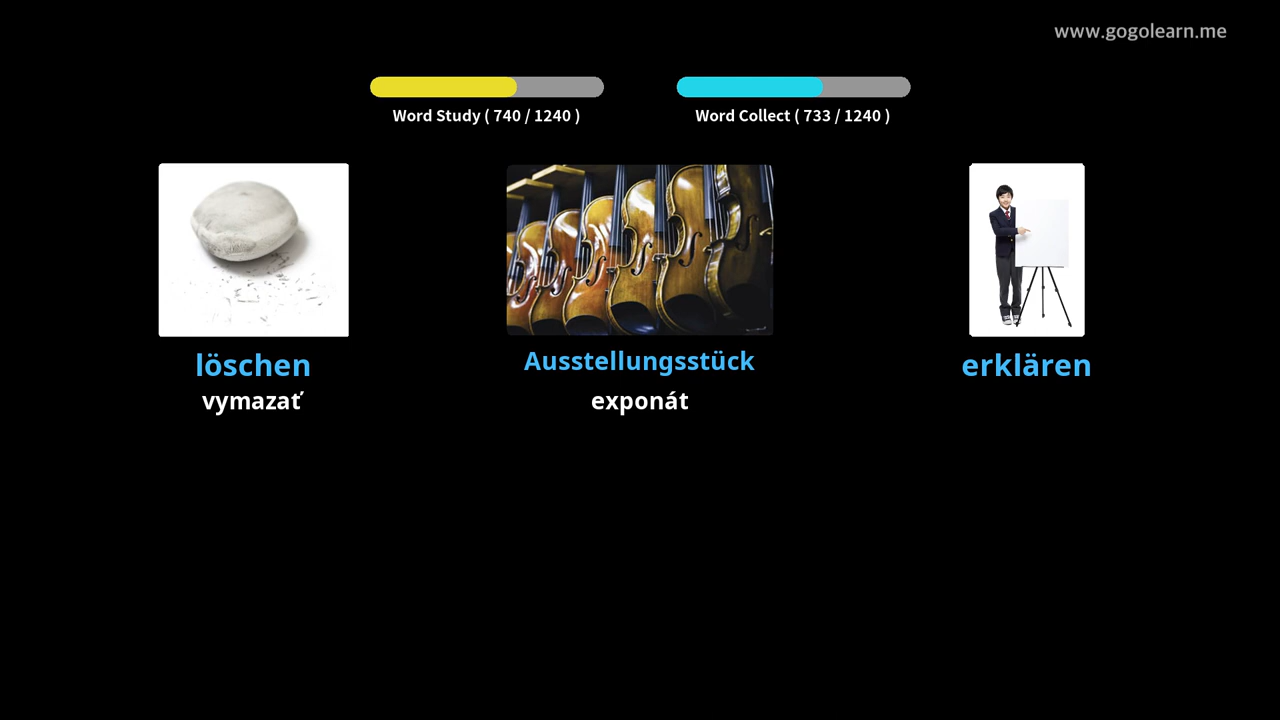 www.gogolearn.me
Word Study ( 740 / 1240 )
Word Collect ( 733 / 1240 )
löschen
vymazať
Ausstellungsstück
exponát
erklären